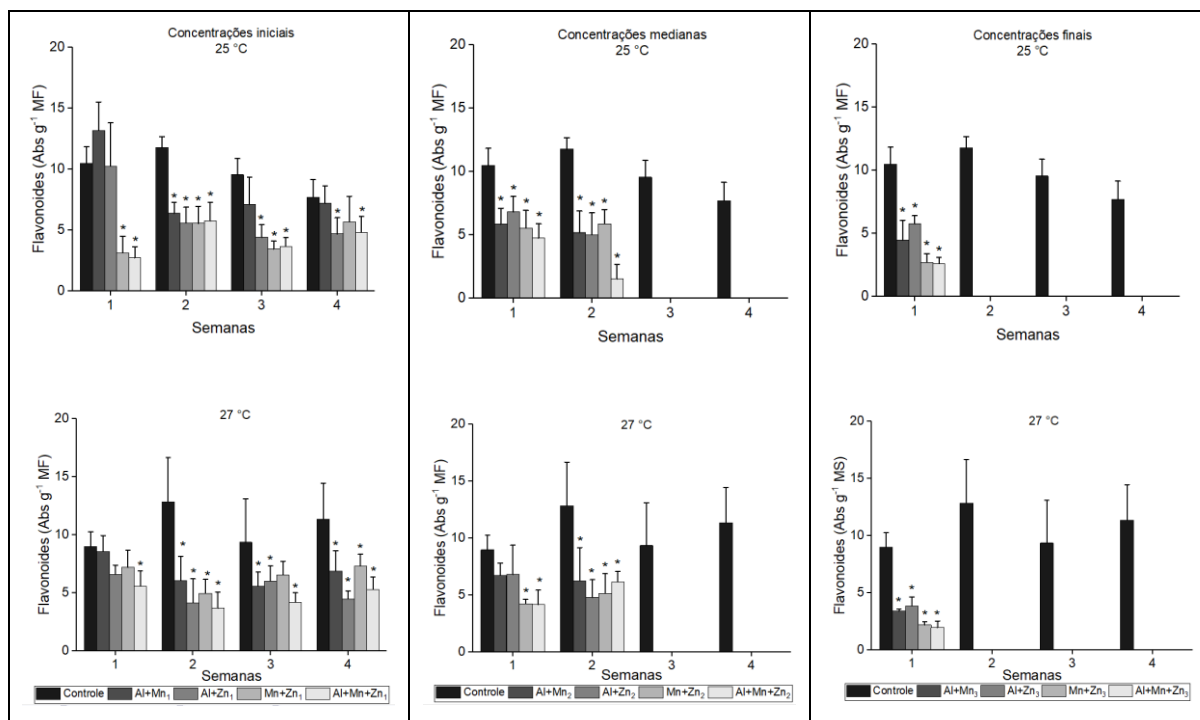 Concentrações iniciais
25 °C
20
15
10
5
0
Flavonoides (Abs g⁻¹ MF)
* * * * * * * * * * * *
1 2 3 4
Semanas
27 °C
20
15
10
5
0
Flavonoides (Abs g⁻¹ MF)
* * * * * * * * * * * *
1 2 3 4
Semanas
Controle Al+Mn₁ Al+Zn₁ Mn+Zn₁ Al+Mn+Zn₁
Concentrações medianas
25 °C
20
15
10
5
0
Flavonoides (Abs g⁻¹ MF)
* * * * * * * *
1 2 3 4
Semanas
27 °C
20
15
10
5
0
Flavonoides (Abs g⁻¹ MF)
* * * * * *
1 2 3 4
Semanas
Controle Al+Mn₂ Al+Zn₂ Mn+Zn₂ Al+Mn+Zn₂
Concentrações finais
25 °C
20
15
10
5
0
Flavonoides (Abs g⁻¹ MF)
* * * *
1 2 3 4
Semanas
27 °C
20
15
10
5
0
Flavonoides (Abs g⁻¹ MS)
* * * *
1 2 3 4
Semanas
Controle Al+Mn₃ Al+Zn₃ Mn+Zn₃ Al+Mn+Zn₃